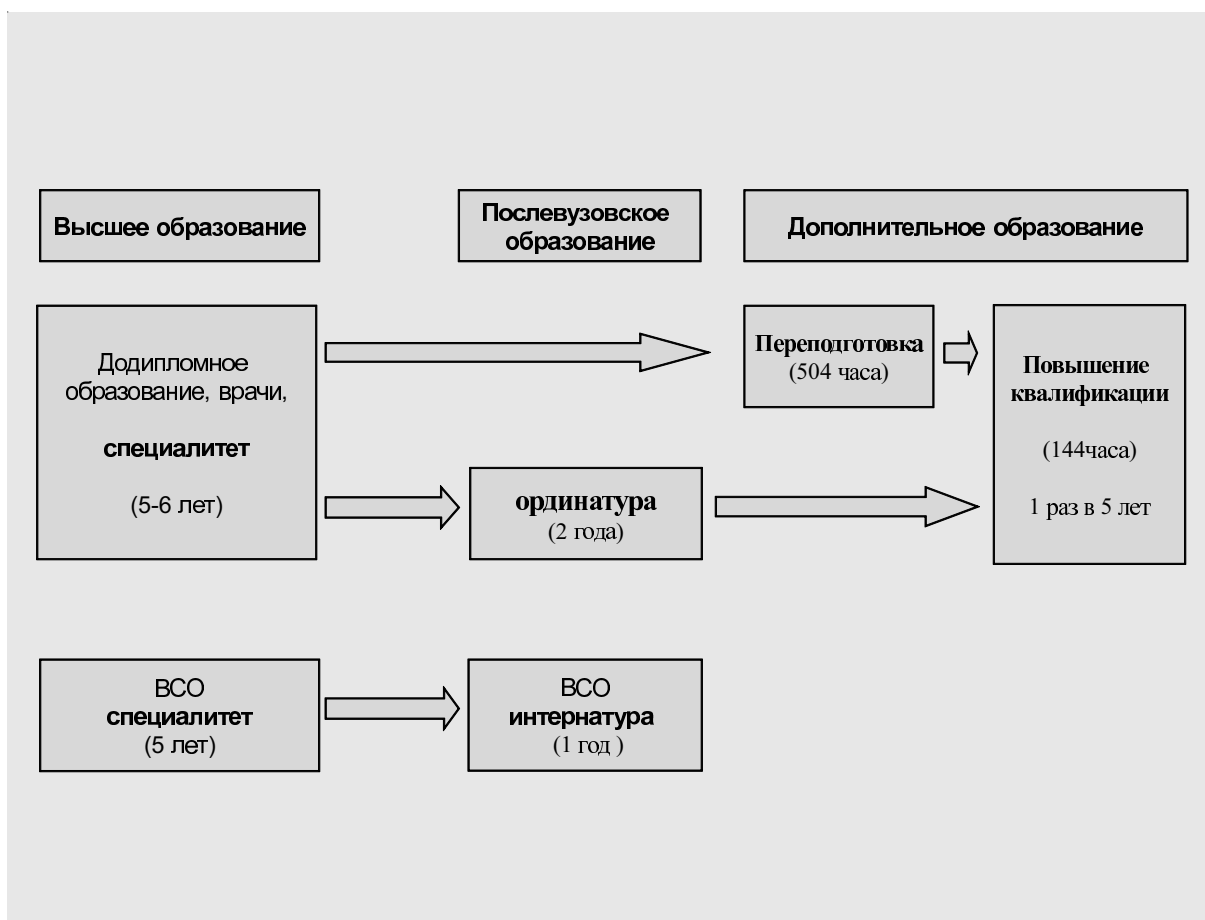 Высшее образование
Послевузовское
образование
Дополнительное образование
Додипломное
образование, врачи,
специалитет
(5-6 лет)
ординатура
(2 года)
Переподготовка
(504 часа)
Повышение
квалификации
(144часа)
1 раз в 5 лет
ВСО
специалитет
(5 лет)
ВСО
интернатура
(1 год )